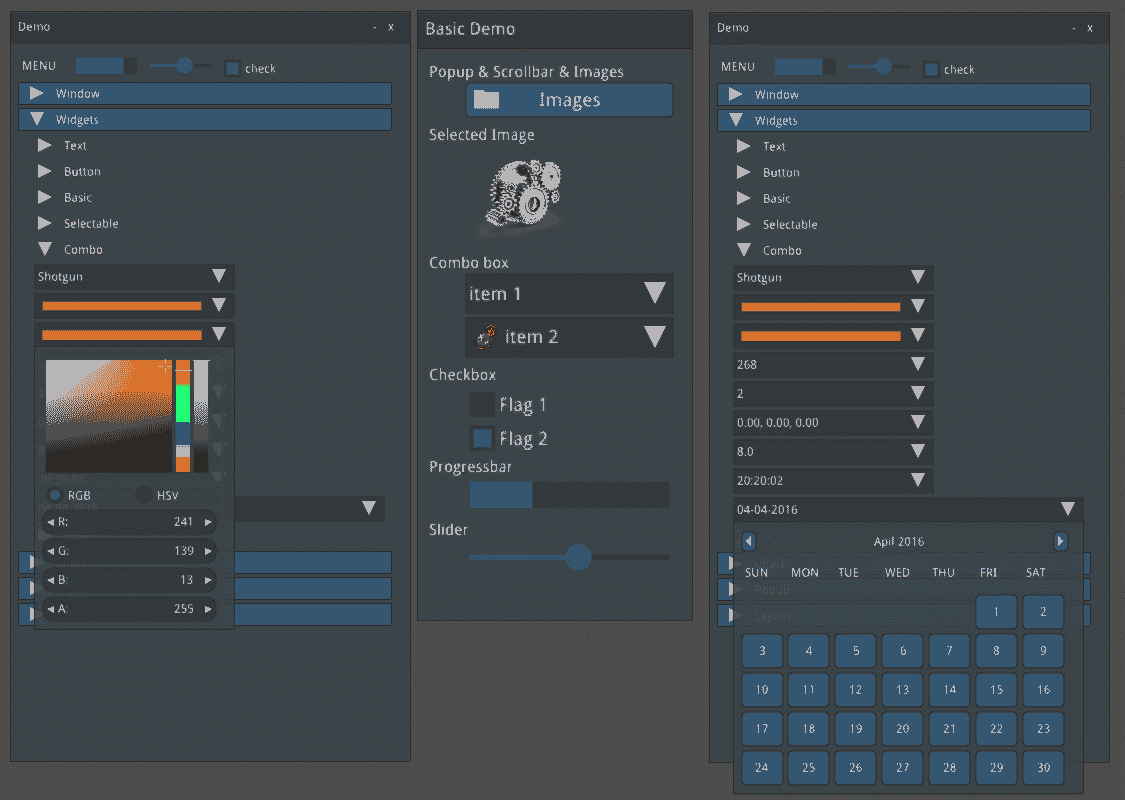 Demo - x
MENU check
Window
Widgets
Text
Button
Basic
Selectable
Combo
Shotgun
RGB HSV
R: 241
G: 139
B: 13
A: 255
Basic Demo
Popup & Scrollbar & Images
Images
Selected Image
Combo box
item 1
item 2
Checkbox
Flag 1
Flag 2
Progressbar
Slider
Demo - x
MENU check
Window
Widgets
Text
Button
Basic
Selectable
Combo
Shotgun
268
2
0.00, 0.00, 0.00
8.0
20:20:02
04-04-2016
April 2016
SUN MON TUE WED THU FRI SAT
Popup
Layout
1 2
3 4 5 6 7 8 9
10 11 12 13 14 15 16
17 18 19 20 21 22 23
24 25 26 27 28 29 30